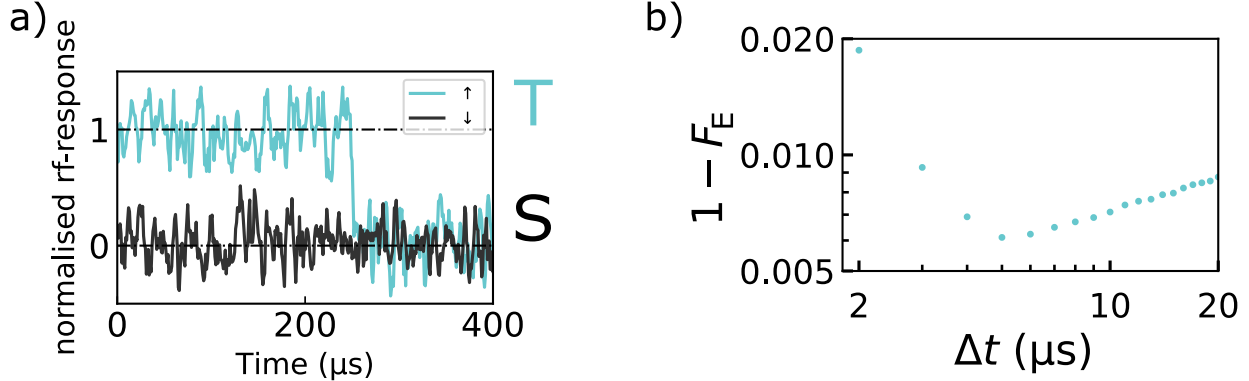 a)
normalised rf-response
1
0
↑
↓
T
S
0
200
400
Time (μs)
b)
1 − F_E
0.020
0.010
0.005
2
10
20
Δt (μs)